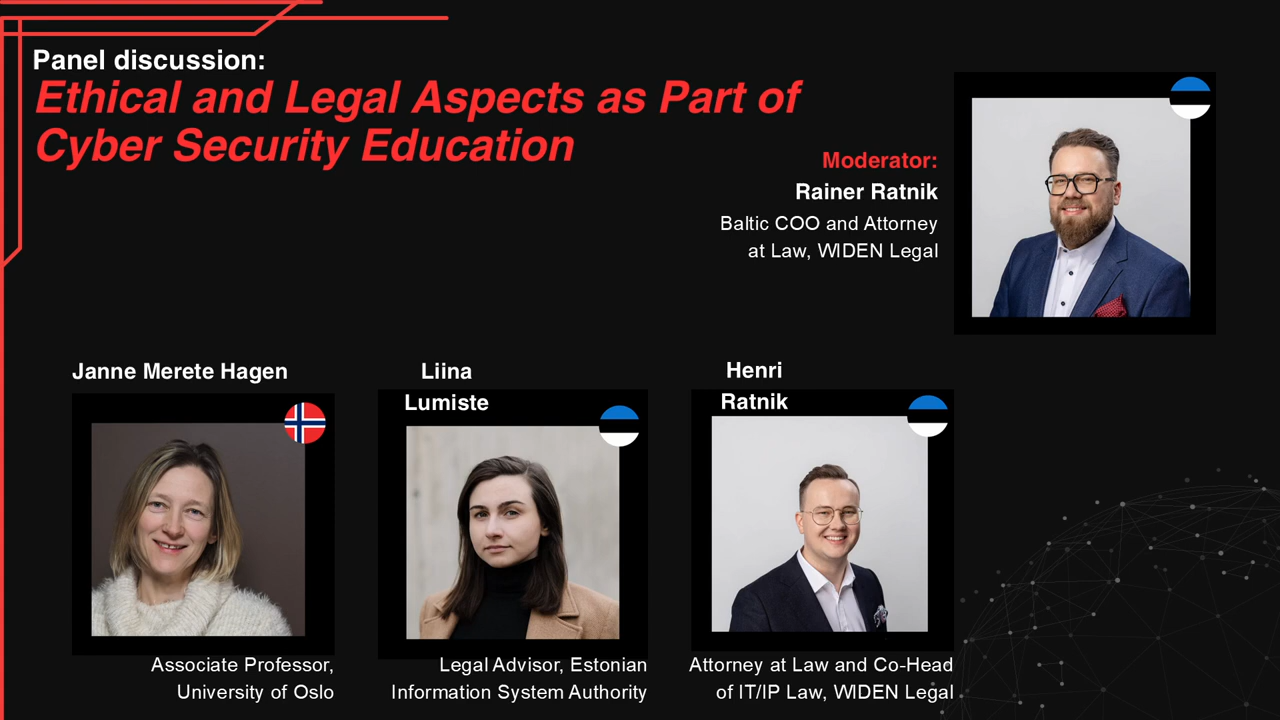 Panel discussion:
Ethical and Legal Aspects as Part of
Cyber Security Education
Moderator:
Rainer Ratnik
Baltic COO and Attorney
at Law, WIDEN Legal
Janne Merete Hagen
Associate Professor,
University of Oslo
Liina
Lumiste
Legal Advisor, Estonian
Information System Authority
Henri
Ratnik
Attorney at Law and Co-Head
of IT/IP Law, WIDEN Legal